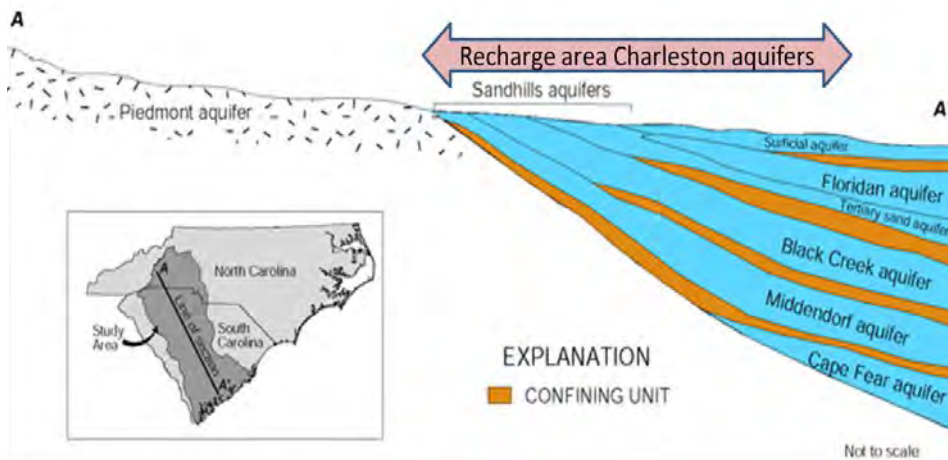 A
A'
Recharge area Charleston aquifers
Sandhills aquifers
Piedmont aquifer
Surficial aquifer
Floridan aquifer
Tertiary sand aquifer
Black Creek aquifer
Middendorf aquifer
Cape Fear aquifer
A
North Carolina
Line of section
Study
Area
South
Carolina
A'
EXPLANATION
CONFINING UNIT
Not to scale